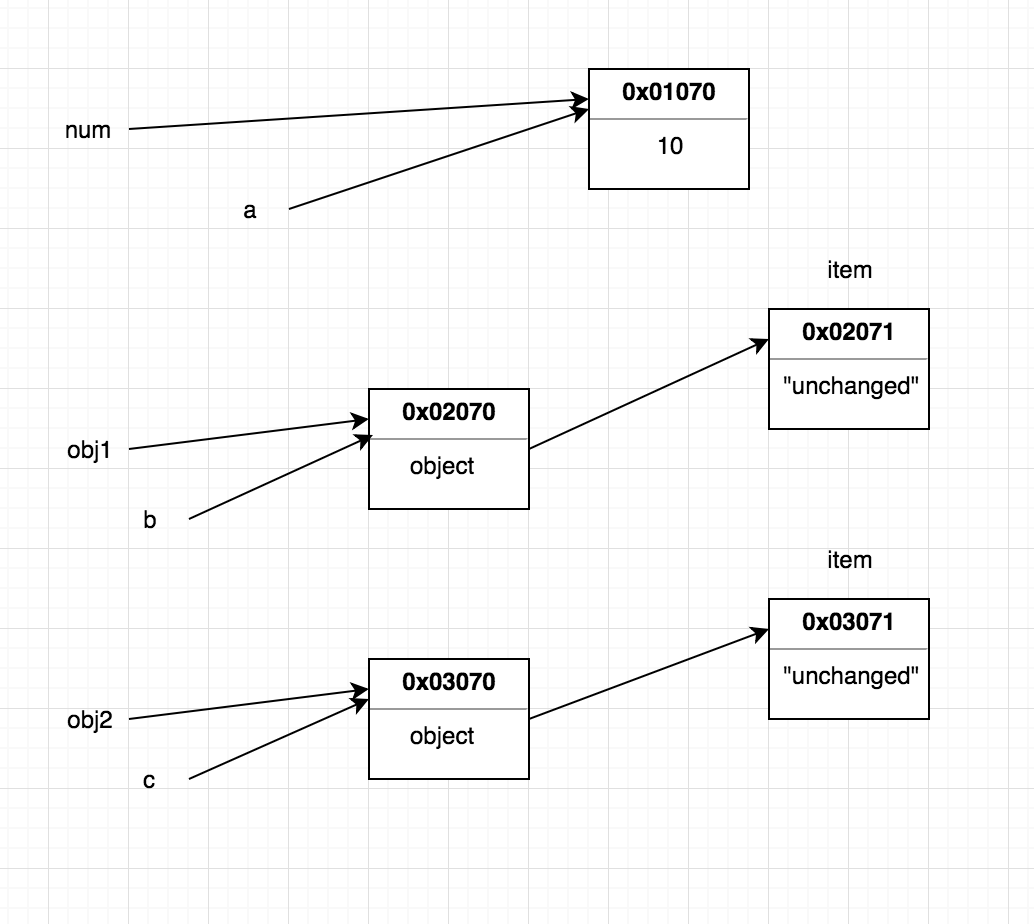 0x01070
num
10
a
item
0x02071
"unchanged"
0x02070
obj1
object
b
item
0x03071
"unchanged"
0x03070
obj2
object
c